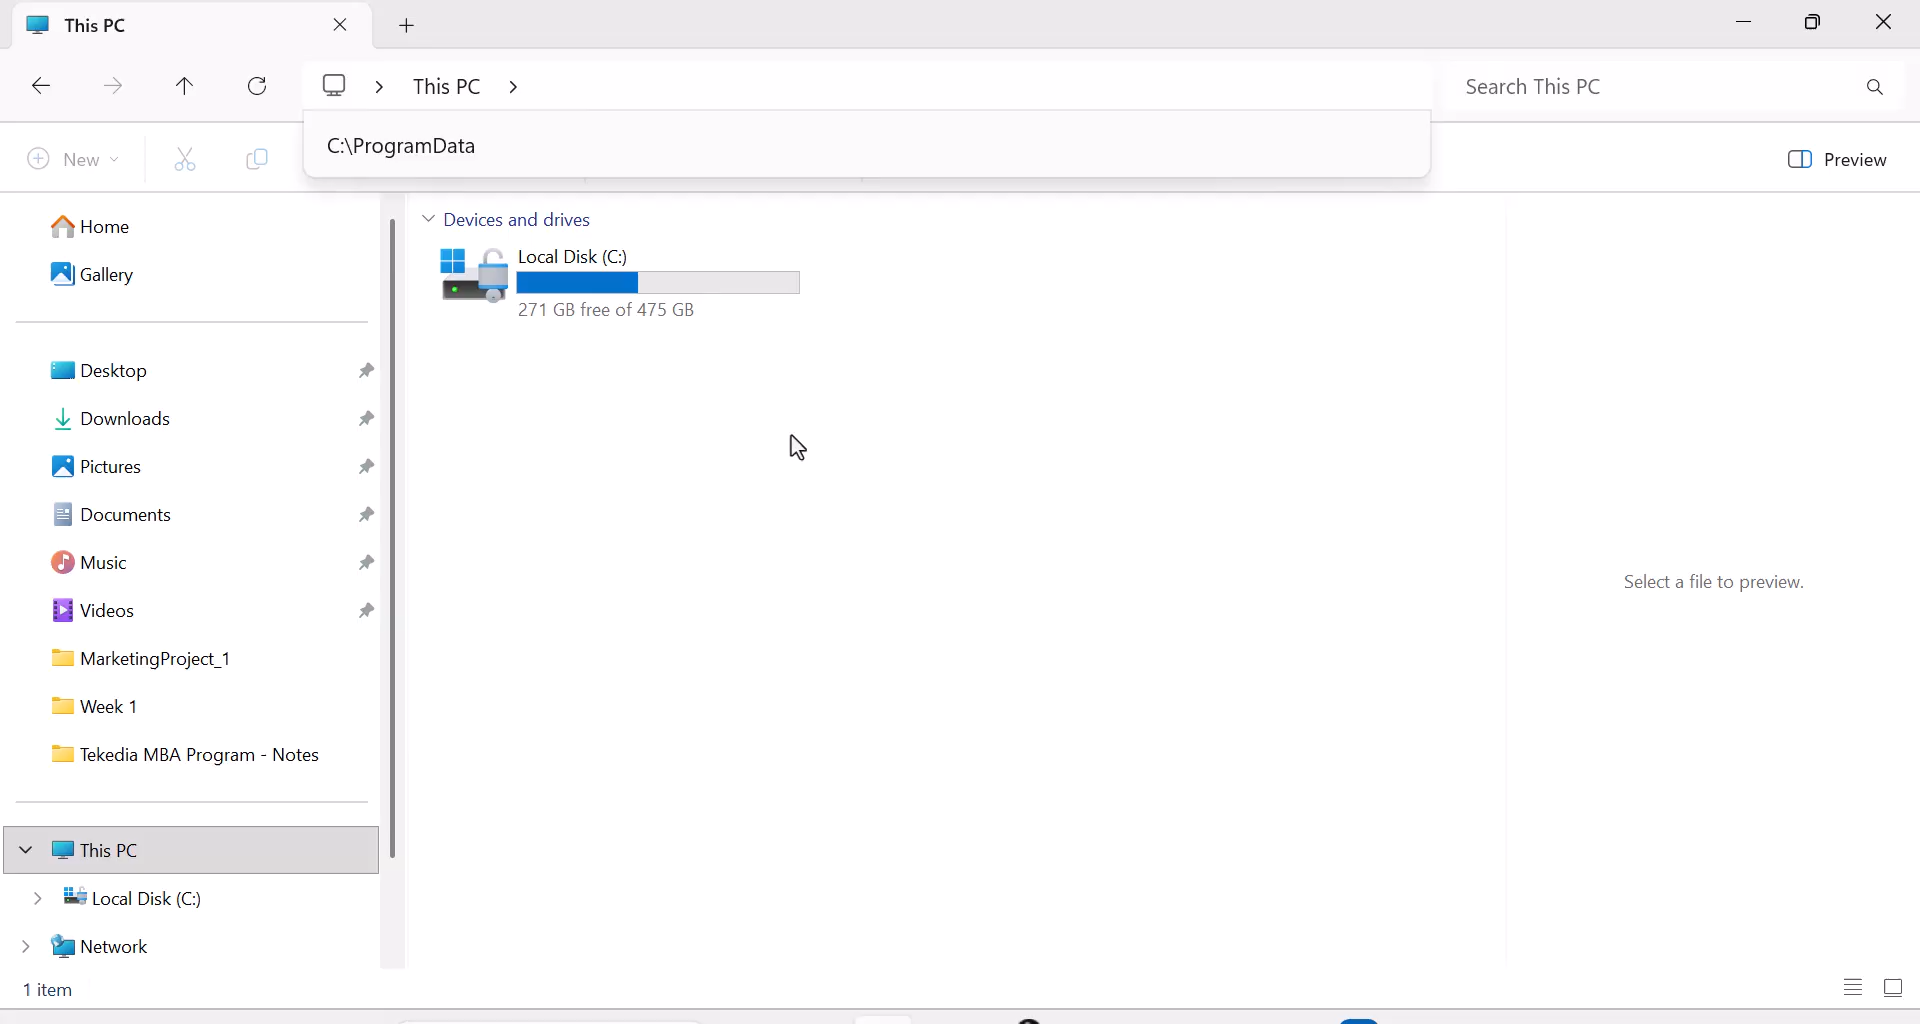 This PC
This PC
Search This PC
C:\ProgramData
New
Preview
Home
Gallery
Desktop
Downloads
Pictures
Documents
Music
Videos
MarketingProject_1
Week 1
Tekedia MBA Program - Notes
This PC
Local Disk (C:)
Network
Devices and drives
Local Disk (C:)
271 GB free of 475 GB
Select a file to preview.
1 item